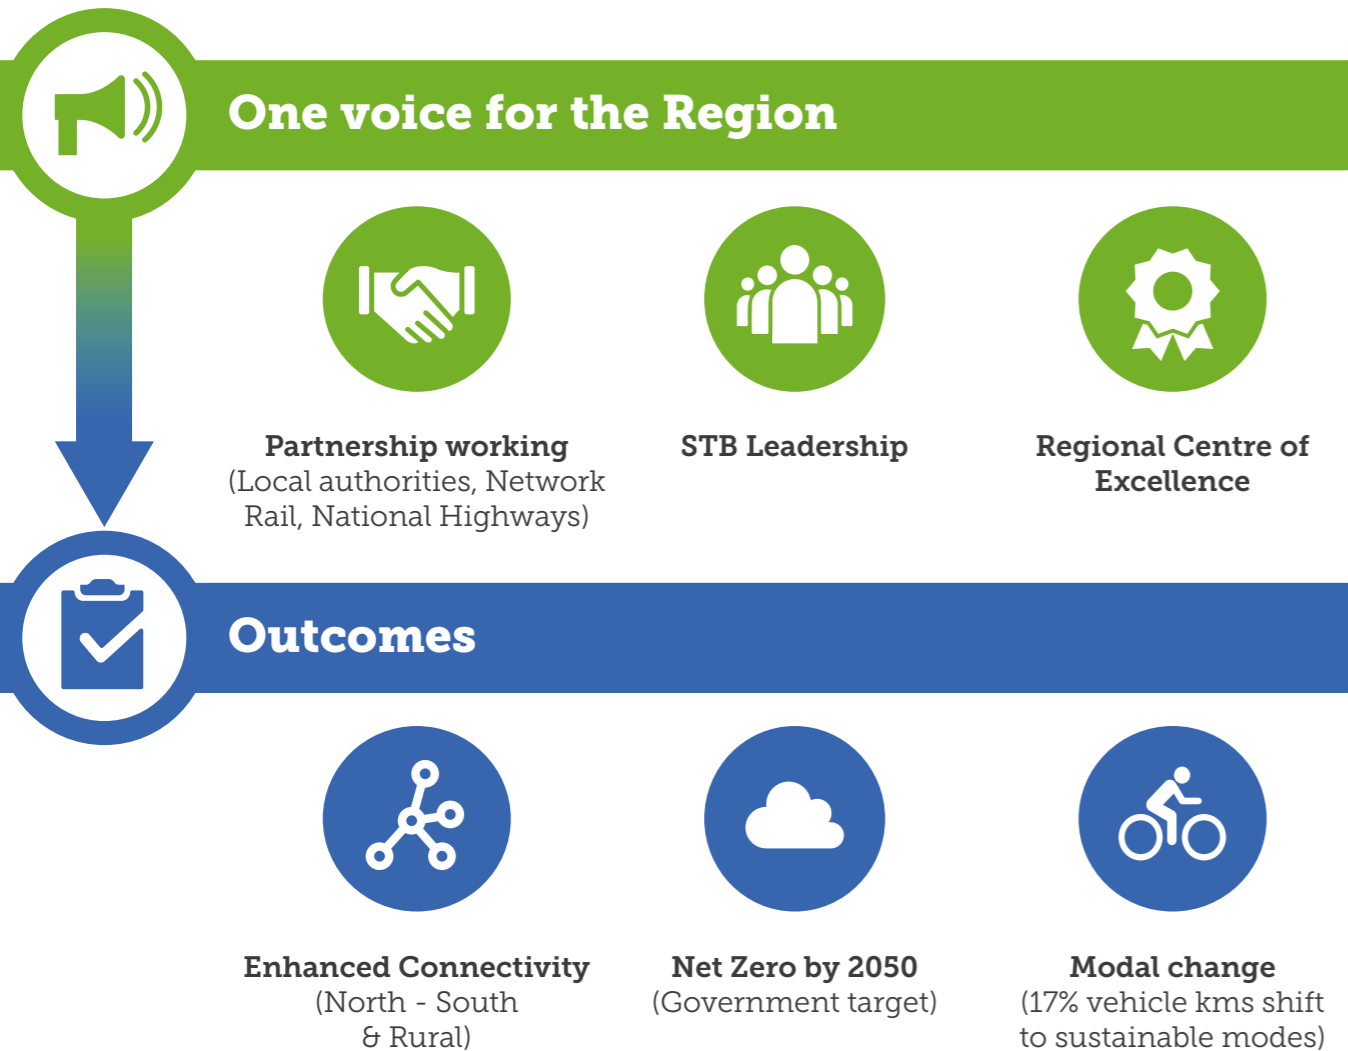 One voice for the Region
Partnership working
(Local authorities, Network
Rail, National Highways)
STB Leadership
Regional Centre of
Excellence
Outcomes
Enhanced Connectivity
(North - South
& Rural)
Net Zero by 2050
(Government target)
Modal change
(17% vehicle kms shift
to sustainable modes)